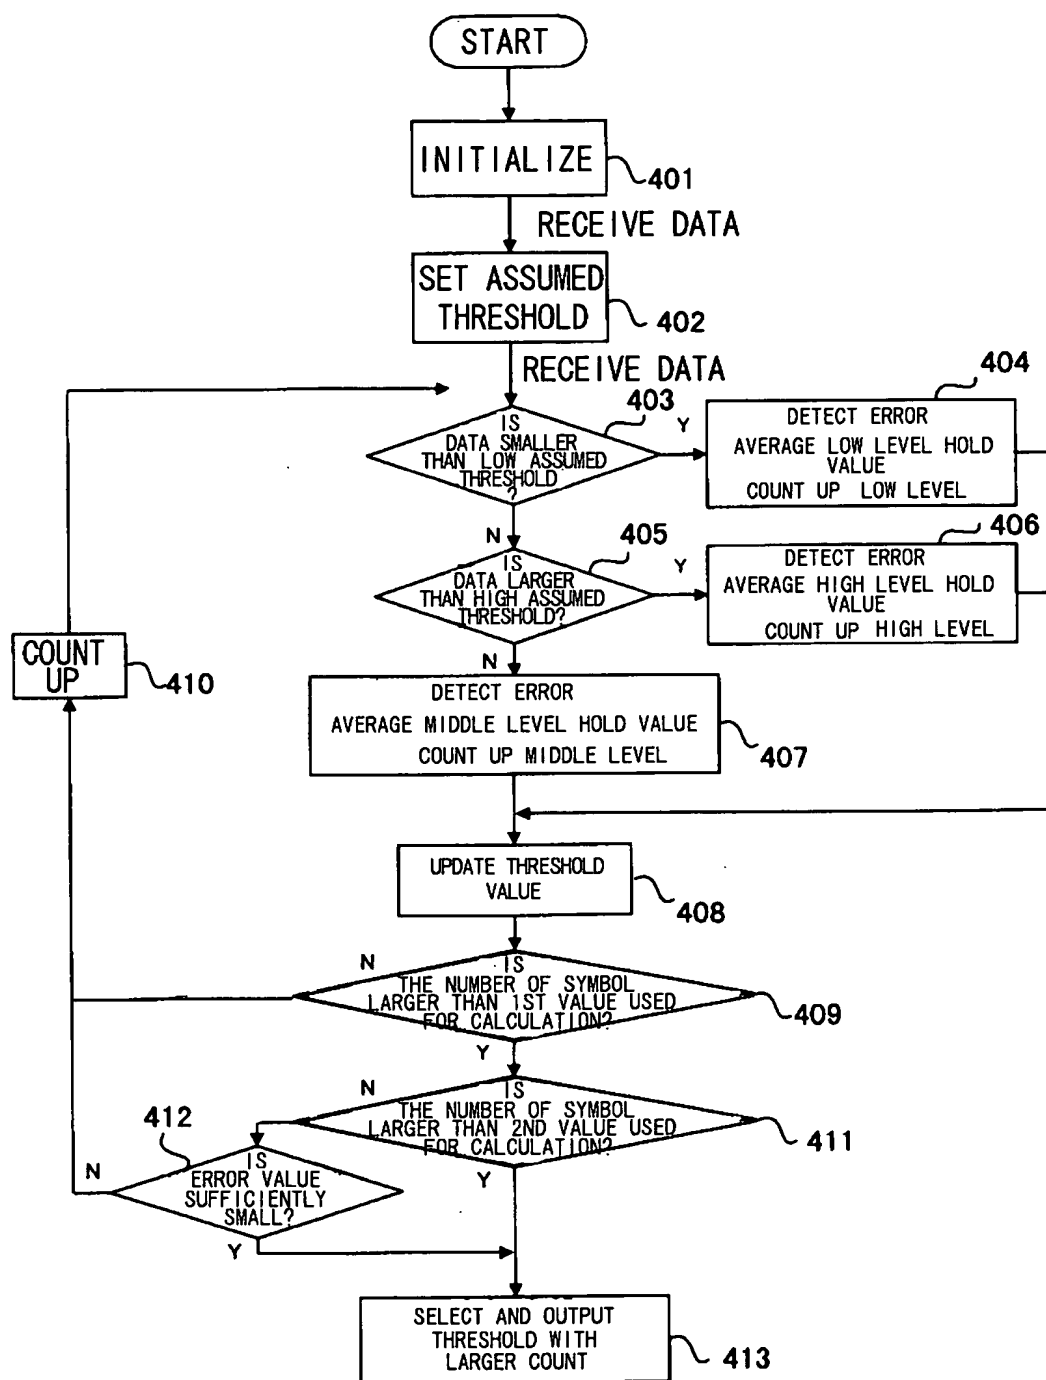 START
INITIALIZE
401
RECEIVE DATA
SET ASSUMED
THRESHOLD
402
RECEIVE DATA
403
IS
DATA SMALLER
THAN LOW ASSUMED
THRESHOLD
?
Y
404
DETECT ERROR
AVERAGE LOW LEVEL HOLD
VALUE
COUNT UP LOW LEVEL
N
405
IS
DATA LARGER
THAN HIGH ASSUMED
THRESHOLD?
Y
406
DETECT ERROR
AVERAGE HIGH LEVEL HOLD
VALUE
COUNT UP HIGH LEVEL
N
COUNT
UP
410
DETECT ERROR
AVERAGE MIDDLE LEVEL HOLD VALUE
COUNT UP MIDDLE LEVEL
407
UPDATE THRESHOLD
VALUE
408
N
IS
THE NUMBER OF SYMBOL
LARGER THAN 1ST VALUE USED
FOR CALCULATION?
409
Y
N
IS
THE NUMBER OF SYMBOL
LARGER THAN 2ND VALUE USED
FOR CALCULATION?
411
Y
412
N
IS
ERROR VALUE
SUFFICIENTLY
SMALL?
Y
SELECT AND OUTPUT
THRESHOLD WITH
LARGER COUNT
413